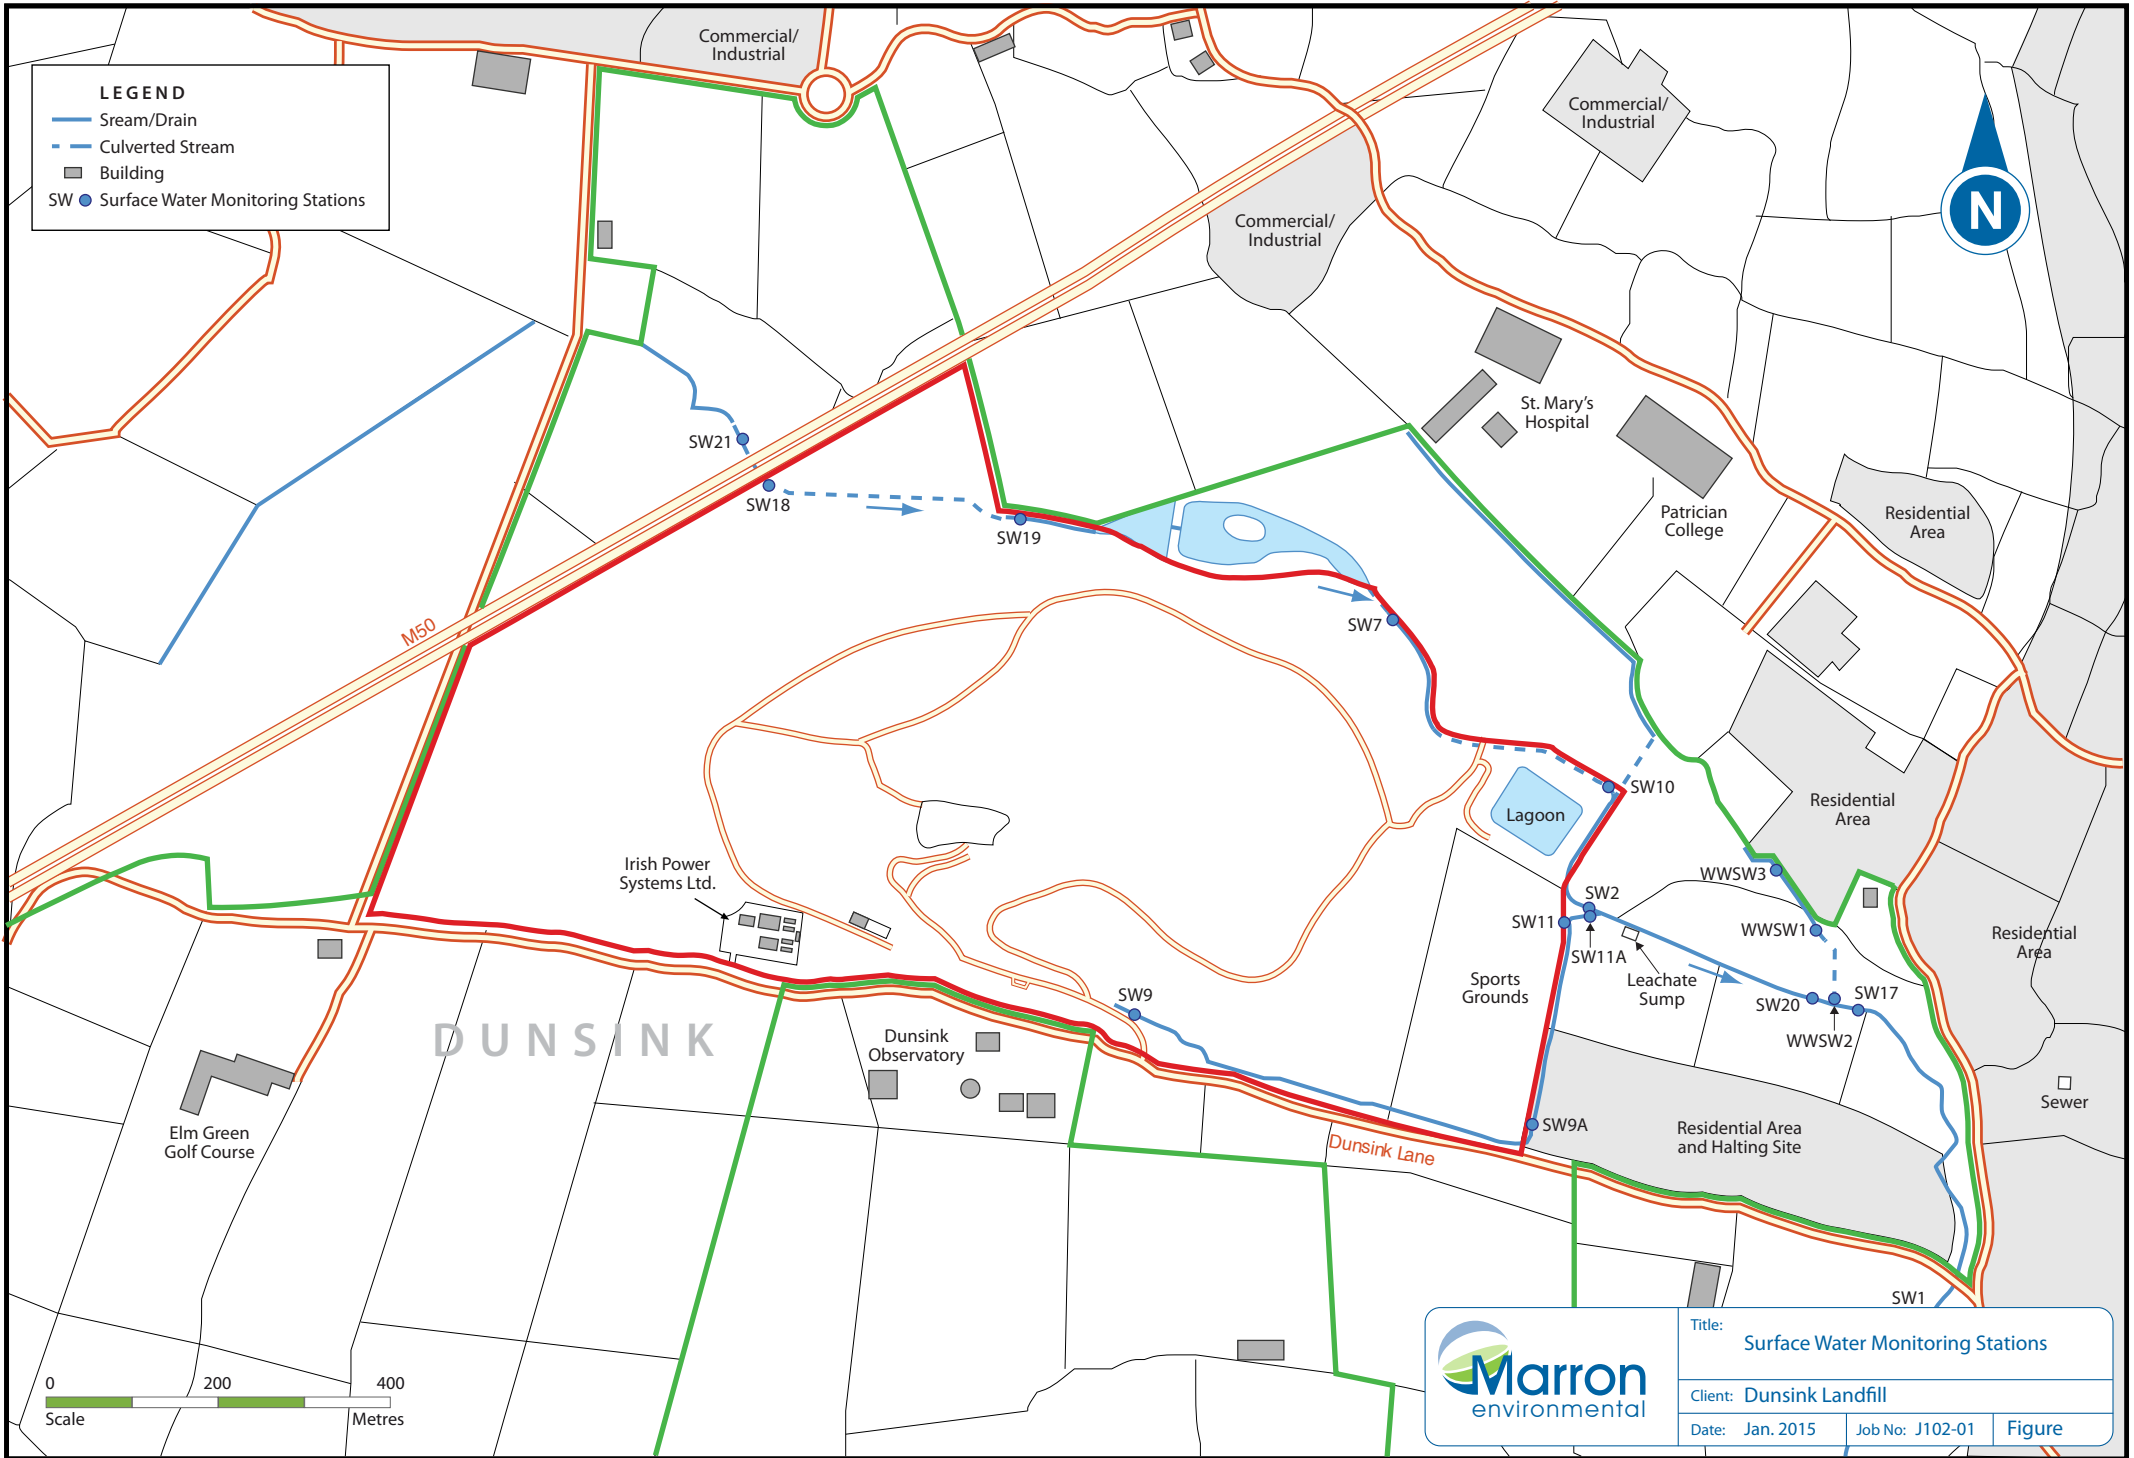 Commercial/
Industrial
LEGEND
Sream/Drain
Culverted Stream
Building
SW Surface Water Monitoring Stations
Commercial/
Industrial
N
Commercial/
Industrial
St. Mary's
Hospital
SW21
SW18
SW19
Patrician
College
Residential
Area
M50
SW7
SW10
Lagoon
Residential
Area
Irish Power
Systems Ltd.
WWSW3
SW2
SW11
SW11A
WWSW1
Residential
Area
Sports
Grounds
Leachate
Sump
SW9
SW20
SW17
WWSW2
DUNSINK
Dunsink
Observatory
Sewer
SW9A
Elm Green
Golf Course
Dunsink Lane
Residential Area
and Halting Site
SW1
0 200 400
Scale Metres
Marron
environmental
Title:
Surface Water Monitoring Stations
Client: Dunsink Landfill
Date: Jan. 2015 Job No: J102-01 Figure